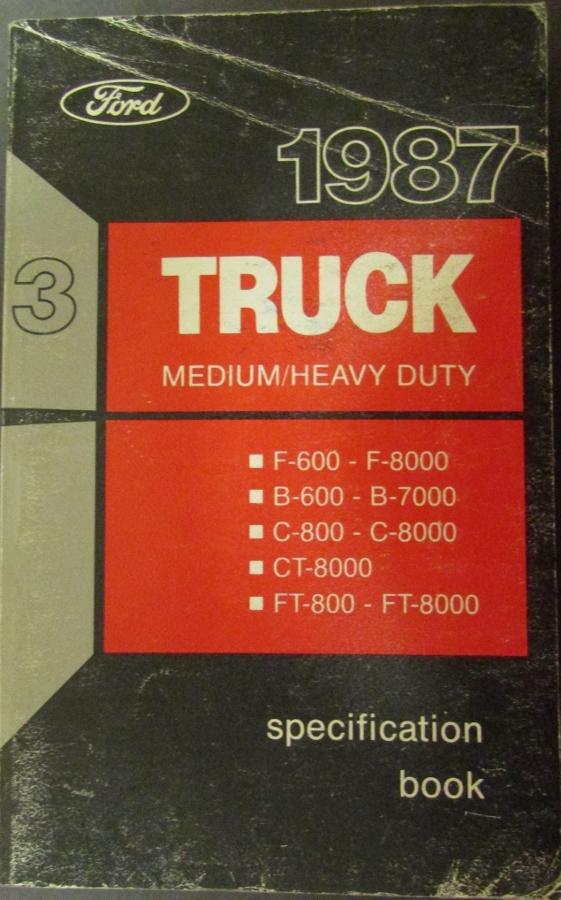 Ford
1987
3
TRUCK
MEDIUM/HEAVY DUTY
■ F-600 - F-8000
■ B-600 - B-7000
■ C-800 - C-8000
■ CT-8000
■ FT-800 - FT-8000
specification
book